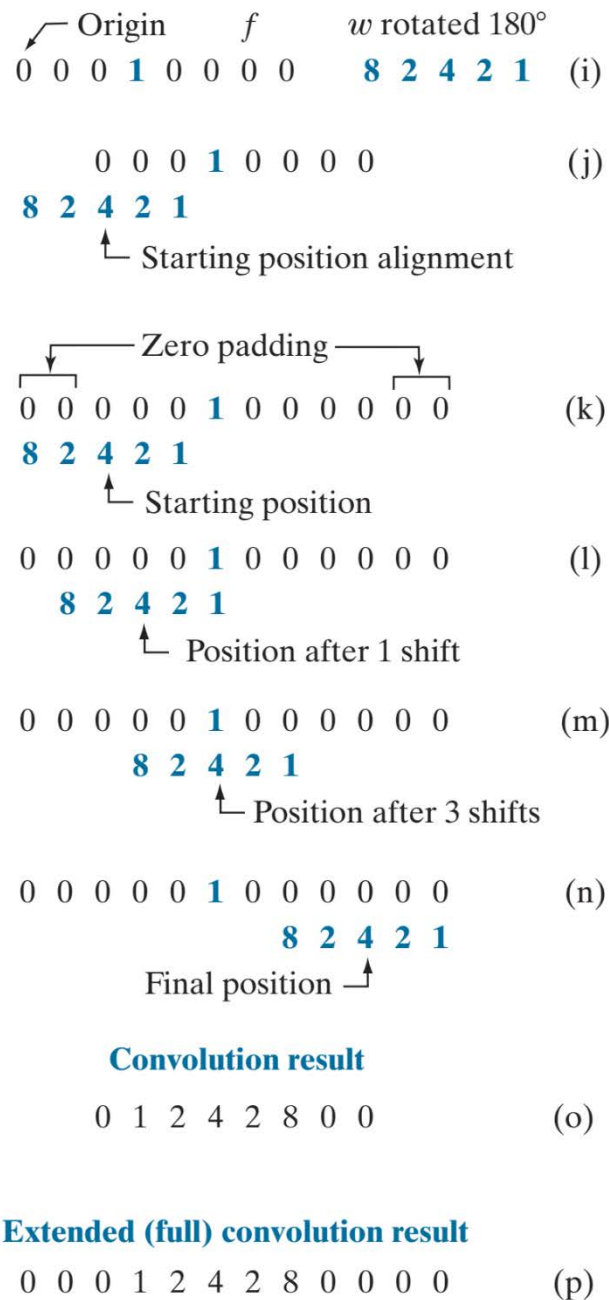 Origin f w rotated 180°
0 0 0 1 0 0 0 0 8 2 4 2 1 (i)
0 0 0 1 0 0 0 0 (j)
8 2 4 2 1
Starting position alignment
Zero padding
0 0 0 0 0 1 0 0 0 0 0 0 (k)
8 2 4 2 1
Starting position
0 0 0 0 0 1 0 0 0 0 0 0 (l)
8 2 4 2 1
Position after 1 shift
0 0 0 0 0 1 0 0 0 0 0 0 (m)
8 2 4 2 1
Position after 3 shifts
0 0 0 0 0 1 0 0 0 0 0 0 (n)
8 2 4 2 1
Final position
Convolution result
0 1 2 4 2 8 0 0 (o)
Extended (full) convolution result
0 0 0 1 2 4 2 8 0 0 0 0 (p)